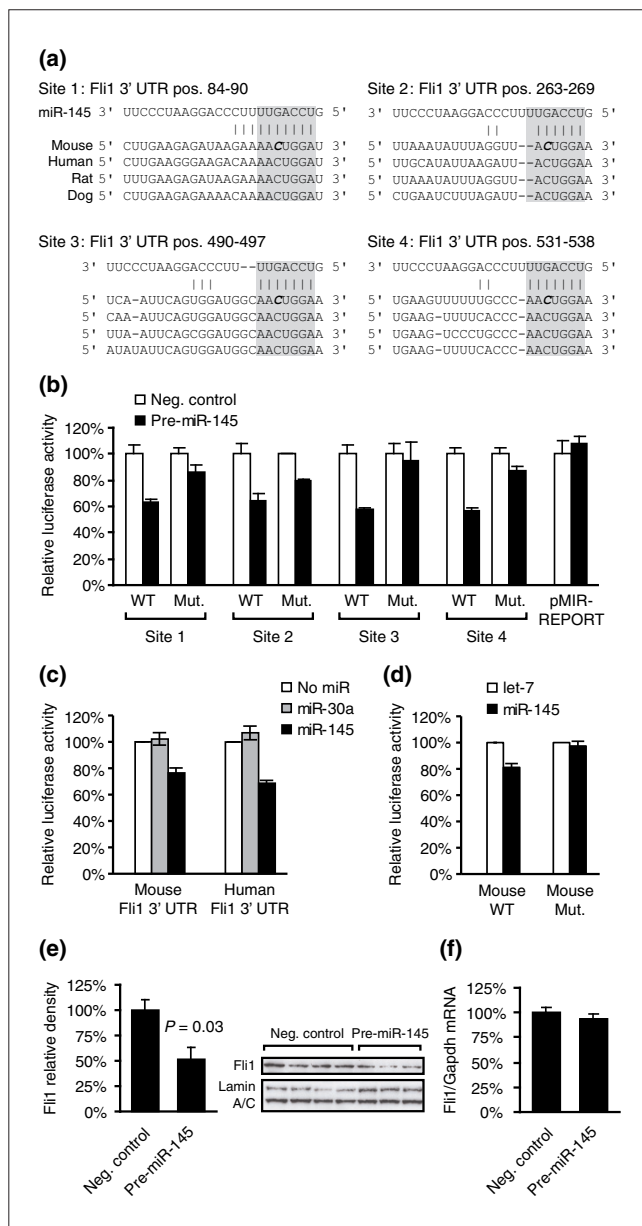 (a)
Site 1: Fli1 3' UTR pos. 84-90
miR-145 3' UUCCCUAAGGACCCUUUUGACCUG 5'
Mouse 5' CUUGAAGAGAUAAGAAAACUGGAU 3'
Human 5' CUUGAAGGGAAGACAAAACUGGAU 3'
Rat 5' CUUGAAGAGAUAAGAAAACUGGAU 3'
Dog 5' CUUGAAGAGAAAACAAAACUGGAU 3'
Site 2: Fli1 3' UTR pos. 263-269
3' UUCCCUAAGGACCCUUUUGACCUG 5'
5' UUAAAUAUUUAGGUU--ACUGGAA 3'
5' UUGCAUAUUAAGAUU--ACUGGAA 3'
5' UUAAAUAUUUAGGUU--ACUGGAA 3'
5' CUGAAUCUUUAGAUU--ACUGGAA 3'
Site 3: Fli1 3' UTR pos. 490-497
3' UUCCCUAAGGACCCUU--UUGACCUG 5'
5' UCA-AUUCAGUGGAUGGCAACUGGAA 3'
5' CAA-AUUCAGUGGAUGGCAACUGGAA 3'
5' UUA-AUUCAGCGGAUGGCAACUGGAA 3'
5' AUAUAUUCAGUGGAUGGCAACUGGAA 3'
Site 4: Fli1 3' UTR pos. 531-538
3' UUCCCUAAGGACCCUUUUGACCUG 5'
5' UGAAGUUUUUUGCCC-AACUGGAA 3'
5' UGAAG-UUUUCACCC-AACUGGAA 3'
5' UGAAG-UCCCUGCCC-AACUGGAA 3'
5' UGAAG-UUUUCACCC-AACUGGAA 3'
(b)
Neg. control
Pre-miR-145
Relative luciferase activity
120%
100%
80%
60%
40%
20%
0%
WT Mut. WT Mut. WT Mut. WT Mut. pMIR-
REPORT
Site 1 Site 2 Site 3 Site 4
(c)
No miR
miR-30a
miR-145
Relative luciferase activity
120%
100%
80%
60%
40%
20%
0%
Mouse Human
Fli1 3' UTR Fli1 3' UTR
(d)
let-7
miR-145
Relative luciferase activity
120%
100%
80%
60%
40%
20%
0%
Mouse Mouse
WT Mut.
(e)
Fli1 relative density
125%
100%
75%
50%
25%
0%
P = 0.03
Neg. control
Pre-miR-145
Neg. control Pre-miR-145
Fli1
Lamin
A/C
(f)
Fli1/Gapdh mRNA
125%
100%
75%
50%
25%
0%
Neg. control
Pre-miR-145